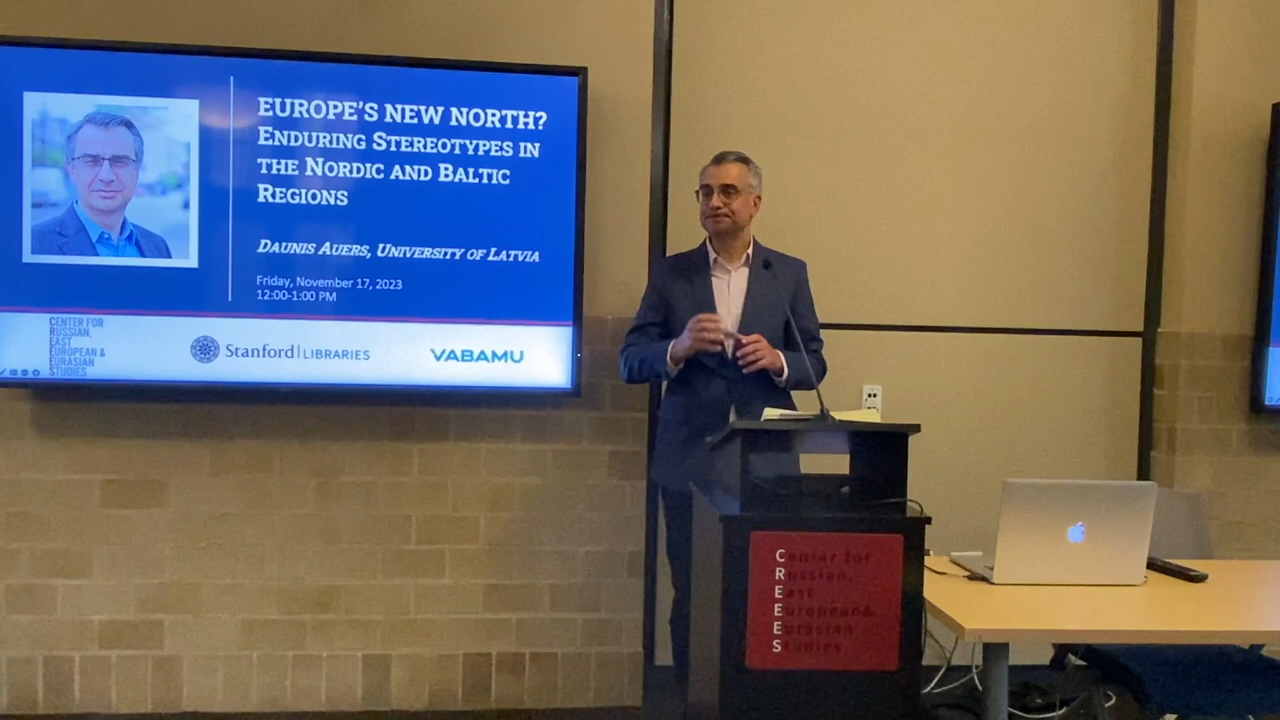 EUROPE'S NEW NORTH?
ENDURING STEREOTYPES IN
THE NORDIC AND BALTIC
REGIONS
DAUNIS AUERS, UNIVERSITY OF LATVIA
Friday, November 17, 2023
12:00-1:00 PM
CENTER FOR
RUSSIAN,
EAST
EUROPEAN &
EURASIAN
STUDIES
Stanford | LIBRARIES
VABAMU
Center for
Russian,
East
European &
Eurasian
Studies